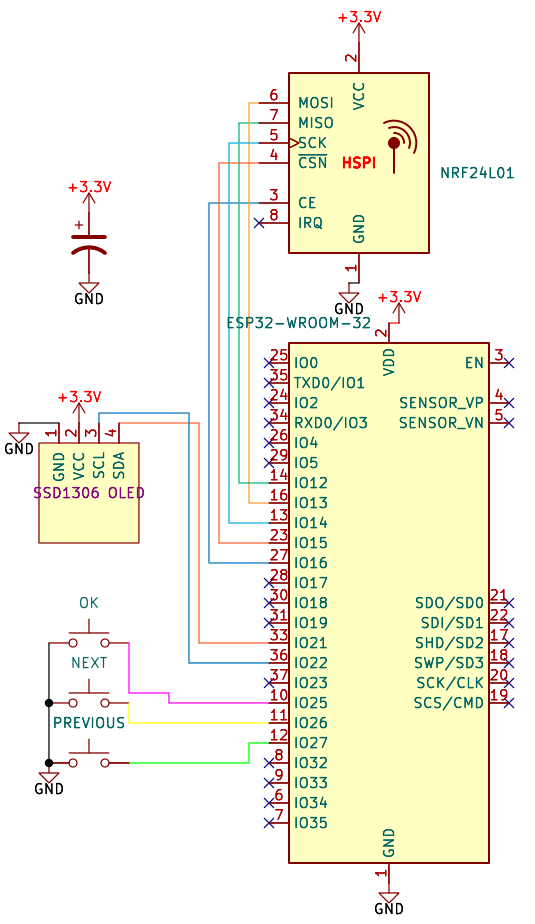 +3.3V
2
VCC
6 MOSI
7 MISO
5 SCK
4 CSN
HSPI
3 CE
8 IRQ
GND
1
GND
NRF24L01
+3.3V
+
GND
+3.3V
ESP32-WROOM-32
2
VDD
25 IO0
EN 3
35 TXD0/IO1
24 IO2
SENSOR_VP 4
34 RXD0/IO3
SENSOR_VN 5
26 IO4
29 IO5
14 IO12
16 IO13
13 IO14
23 IO15
27 IO16
28 IO17
30 IO18
SDO/SD0 21
31 IO19
SDI/SD1 22
33 IO21
SHD/SD2 17
36 IO22
SWP/SD3 18
37 IO23
SCK/CLK 20
10 IO25
SCS/CMD 19
11 IO26
12 IO27
8 IO32
9 IO33
6 IO34
7 IO35
GND
1
GND
+3.3V
GND
1 2 3 4
GND VCC SCL SDA
SSD1306 OLED
OK
NEXT
PREVIOUS
GND